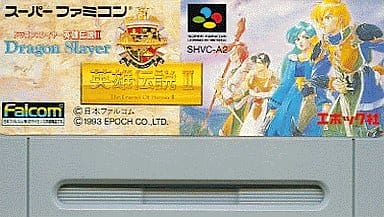 スーパーファミコン
ドラゴンスレイヤー英雄伝説II
Dragon Slayer
英雄伝説II
The Legend Of Heroes II
SUPER FAMICOM
SHVC-A2
Falcom
©日本ファルコム
©1993 EPOCH CO., LTD.
エポック社